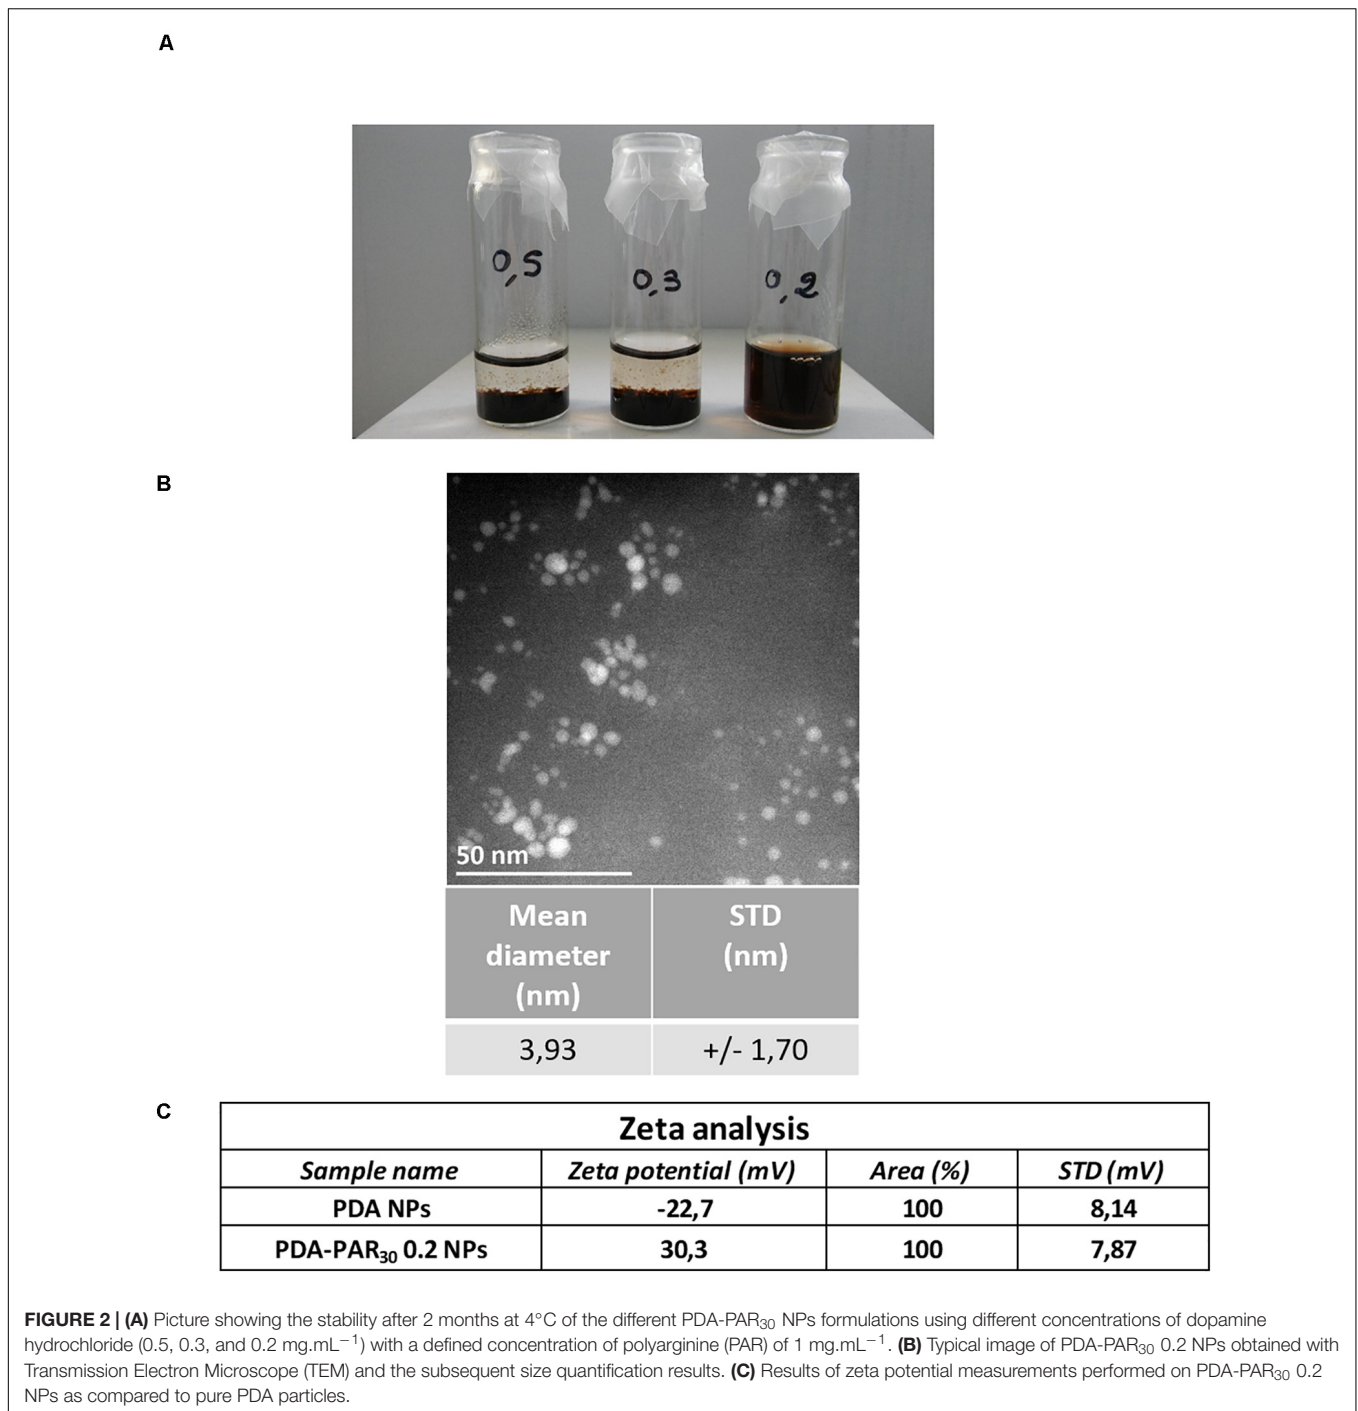 A
0,5
0,3
0,2
B
50 nm
Mean
diameter
(nm)
STD
(nm)
3,93
+/- 1,70
C
Zeta analysis
Sample name
Zeta potential (mV)
Area (%)
STD (mV)
PDA NPs
-22,7
100
8,14
PDA-PAR30 0.2 NPs
30,3
100
7,87
FIGURE 2 | (A) Picture showing the stability after 2 months at 4°C of the different PDA-PAR30 NPs formulations using different concentrations of dopamine
hydrochloride (0.5, 0.3, and 0.2 mg.mL−1) with a defined concentration of polyarginine (PAR) of 1 mg.mL−1. (B) Typical image of PDA-PAR30 0.2 NPs obtained with
Transmission Electron Microscope (TEM) and the subsequent size quantification results. (C) Results of zeta potential measurements performed on PDA-PAR30 0.2
NPs as compared to pure PDA particles.